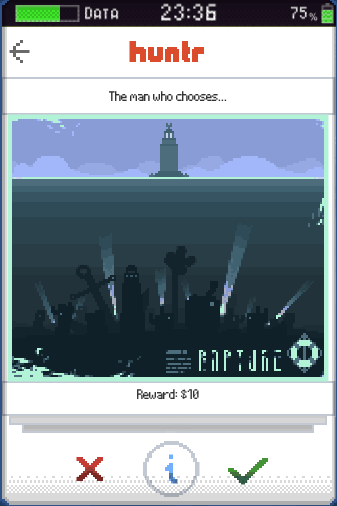 DATA 23:36 75%
huntr
The man who chooses...
RAPTURE
Reward: $10
i